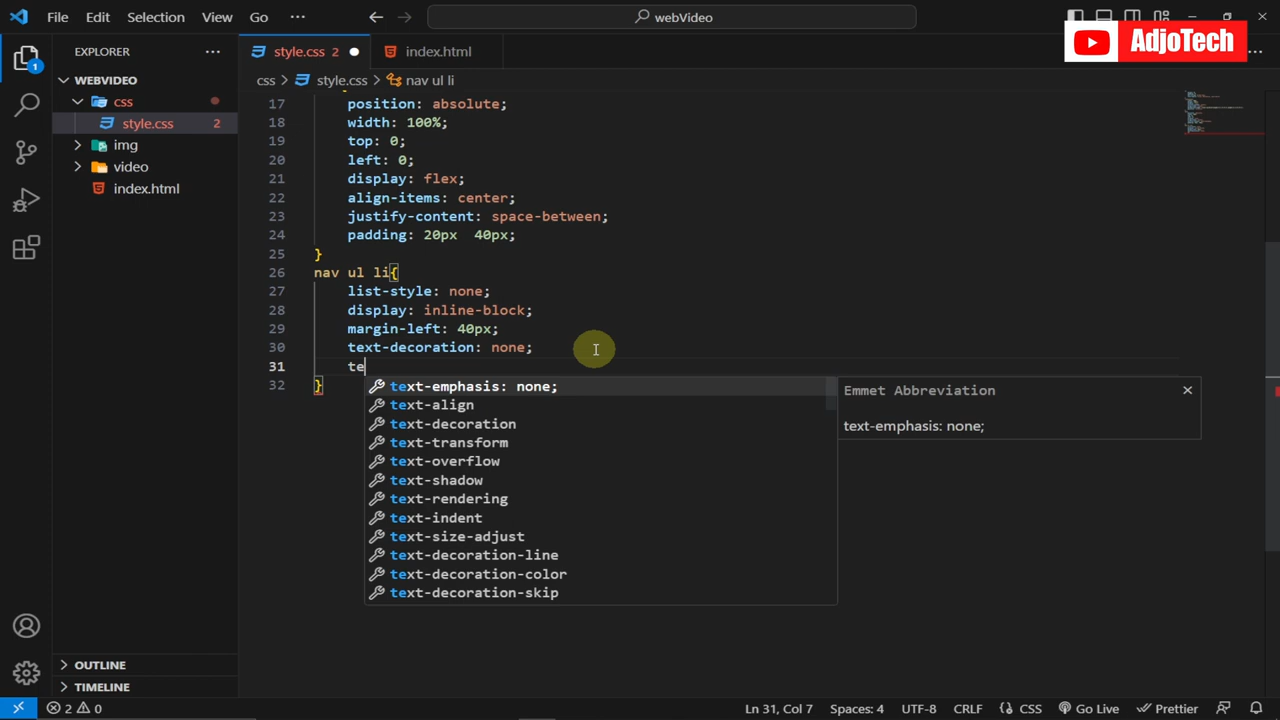 File Edit Selection View Go ··· webVideo
AdjoTech
EXPLORER ···
style.css 2
index.html
···
WEBVIDEO
css > style.css > nav ul li
css
style.css 2
img
video
index.html
1
17 position: absolute;
18 width: 100%;
19 top: 0;
20 left: 0;
21 display: flex;
22 align-items: center;
23 justify-content: space-between;
24 padding: 20px  40px;
25 }
26 nav ul li{
27 list-style: none;
28 display: inline-block;
29 margin-left: 40px;
30 text-decoration: none;
31 te
32 }
text-emphasis: none;
text-align
text-decoration
text-transform
text-overflow
text-shadow
text-rendering
text-indent
text-size-adjust
text-decoration-line
text-decoration-color
text-decoration-skip
Emmet Abbreviation
text-emphasis: none;
OUTLINE
TIMELINE
2 0 Ln 31, Col 7 Spaces: 4 UTF-8 CRLF {} CSS Go Live Prettier